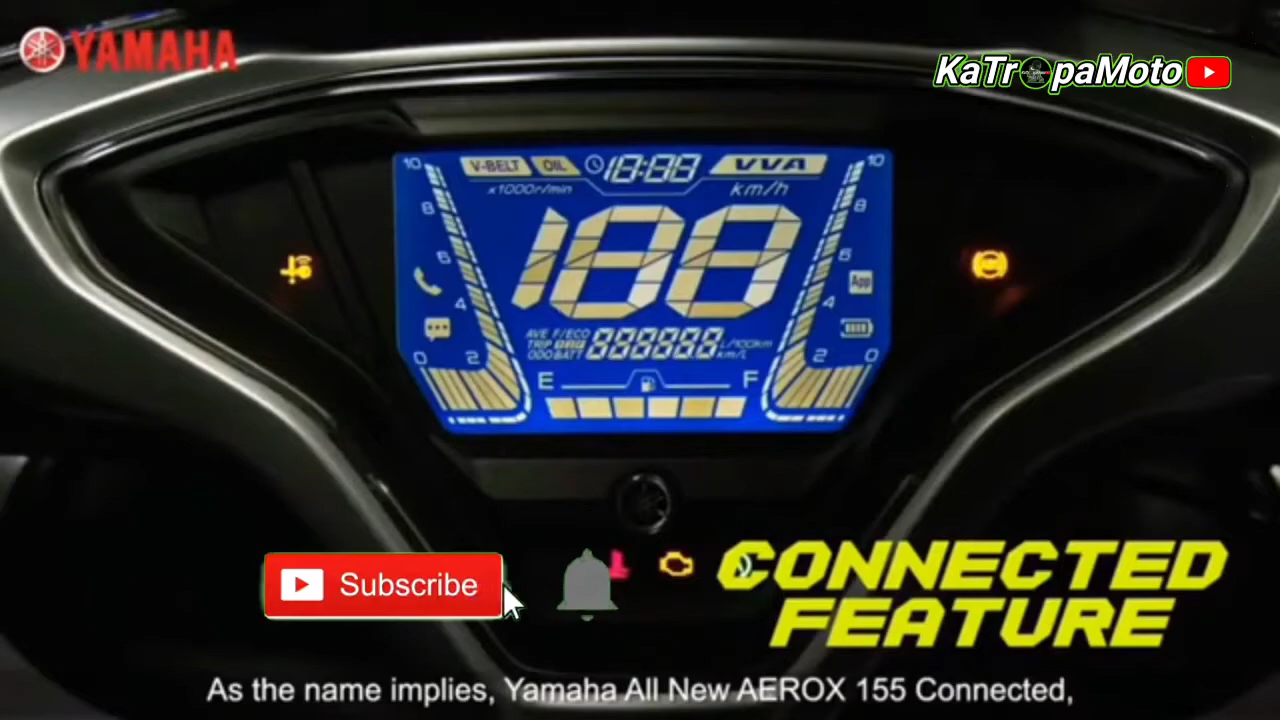 YAMAHA
KaTropaMoto
10 V-BELT OIL 18:88 VVA 10
x1000r/min km/h
8 188 8
6 6
App
4 4
AVE F/ECO
TRIP
ODO BATT 888888 L/100km
km/L
0 2 2 0
E F
Subscribe
CONNECTED
FEATURE
As the name implies, Yamaha All New AEROX 155 Connected,